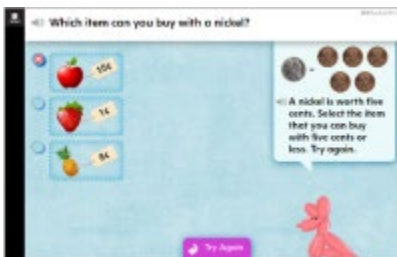 Which item can you buy with a nickel?
10¢
1¢
8¢
A nickel is worth five
cents. Select the item
that you can buy
with five cents or
less. Try again.
Try Again